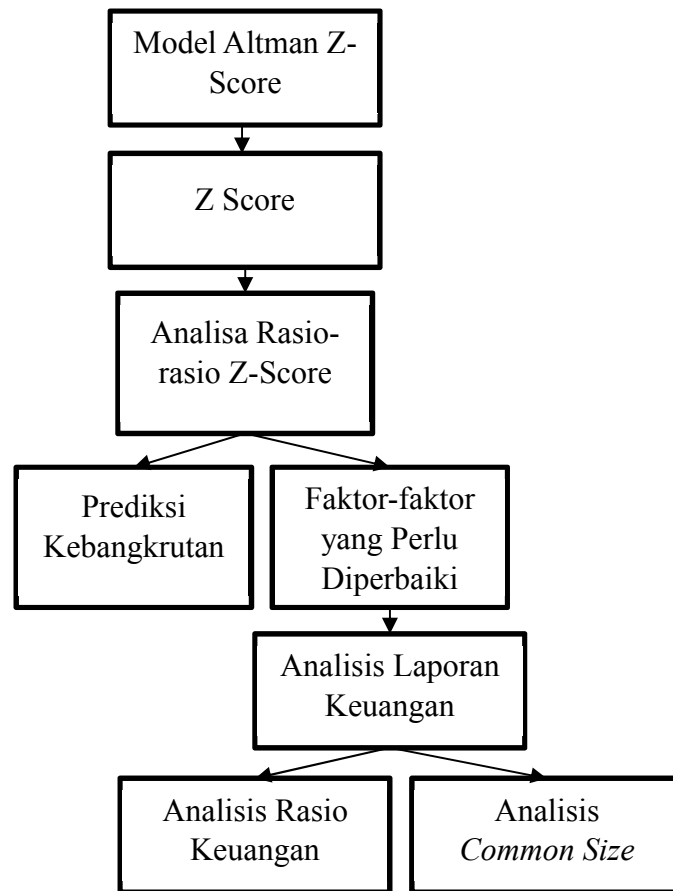 Model Altman Z-
Score
Z Score
Analisa Rasio-
rasio Z-Score
Prediksi
Kebangkrutan
Faktor-faktor
yang Perlu
Diperbaiki
Analisis Laporan
Keuangan
Analisis Rasio
Keuangan
Analisis
Common Size